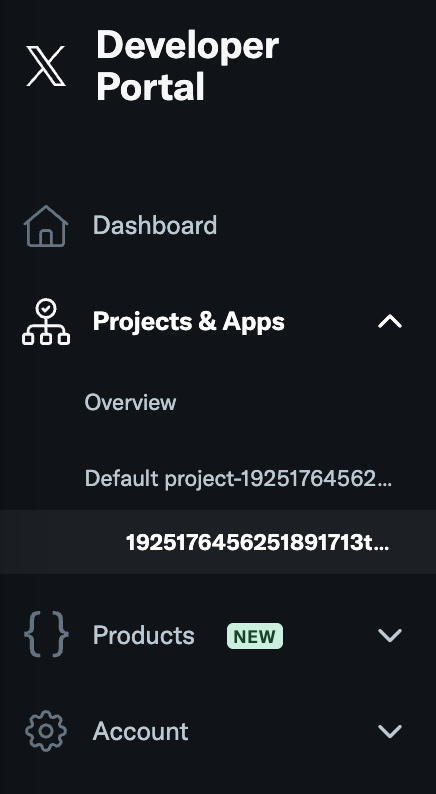 Developer
Portal
Dashboard
Projects & Apps
Overview
Default project-19251764562...
1925176456251891713t...
Products NEW
Account